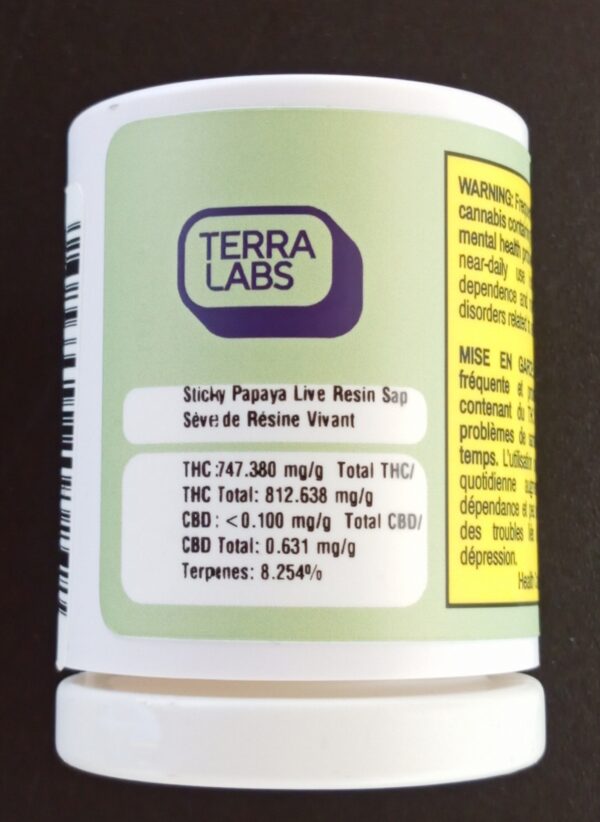 TERRA
LABS
Sticky Papaya Live Resin Sap
Sève de Résine Vivant
THC:747.380 mg/g Total THC/
THC Total: 812.638 mg/g
CBD: <0.100 mg/g Total CBD/
CBD Total: 0.631 mg/g
Terpenes: 8.254%
WARNING:
cannabis
mental health
near-daily use
dependence and
disorders related
MISE EN
fréquente et
contenant du
problèmes de
temps. L'utilisation
quotidienne
dépendance et
des troubles
dépression.
Health